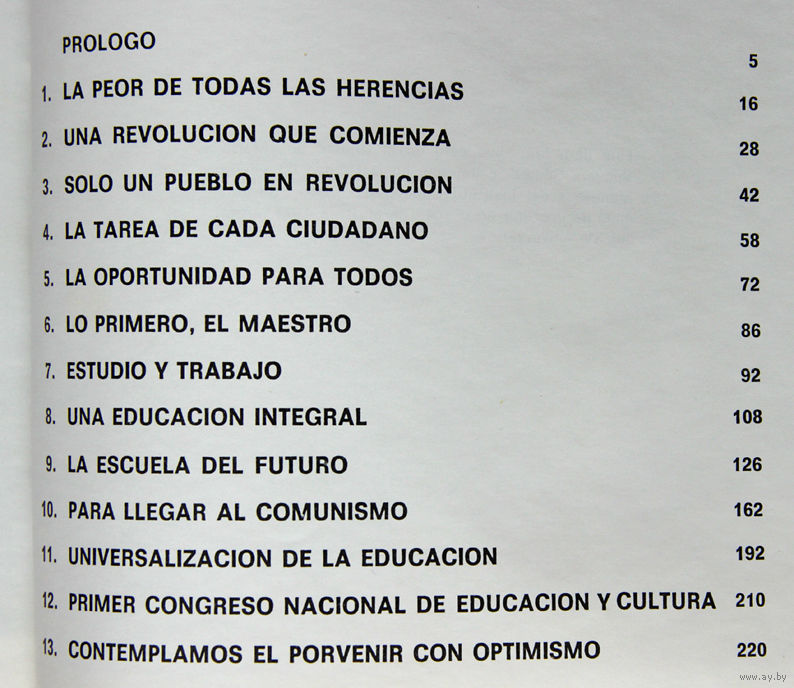 PROLOGO 5
1. LA PEOR DE TODAS LAS HERENCIAS 16
2. UNA REVOLUCION QUE COMIENZA 28
3. SOLO UN PUEBLO EN REVOLUCION 42
4. LA TAREA DE CADA CIUDADANO 58
5. LA OPORTUNIDAD PARA TODOS 72
6. LO PRIMERO, EL MAESTRO 86
7. ESTUDIO Y TRABAJO 92
8. UNA EDUCACION INTEGRAL 108
9. LA ESCUELA DEL FUTURO 126
10. PARA LLEGAR AL COMUNISMO 162
11. UNIVERSALIZACION DE LA EDUCACION 192
12. PRIMER CONGRESO NACIONAL DE EDUCACION Y CULTURA 210
13. CONTEMPLAMOS EL PORVENIR CON OPTIMISMO 220
www.ay.by